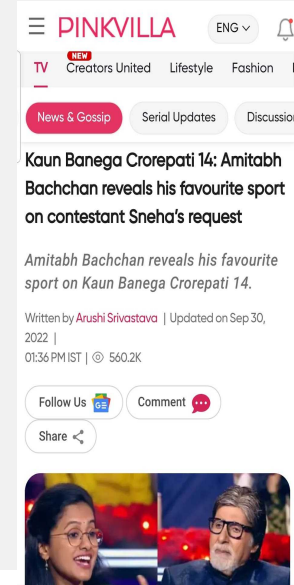 PINKVILLA
ENG
NEW
TV Creators United Lifestyle Fashion
News & Gossip Serial Updates Discussio
Kaun Banega Crorepati 14: Amitabh
Bachchan reveals his favourite sport
on contestant Sneha's request
Amitabh Bachchan reveals his favourite
sport on Kaun Banega Crorepati 14.
Written by Arushi Srivastava | Updated on Sep 30,
2022 |
01:36 PM IST | 560.2K
Follow Us GE Comment
Share